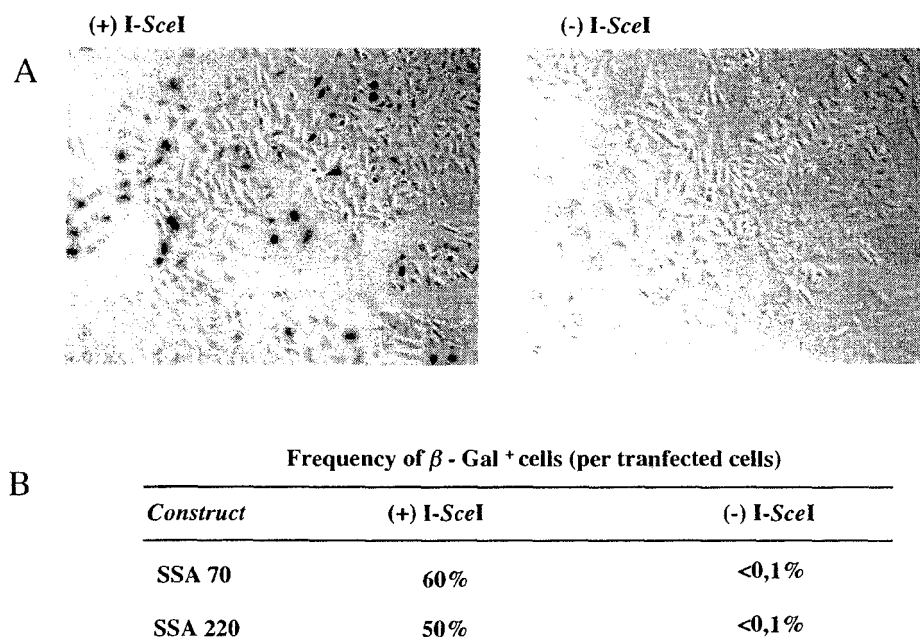 (+) I-SceI
(-) I-SceI
A
B
Frequency of β - Gal + cells (per tranfected cells)
Construct (+) I-SceI (-) I-SceI
SSA 70 60% <0,1%
SSA 220 50% <0,1%